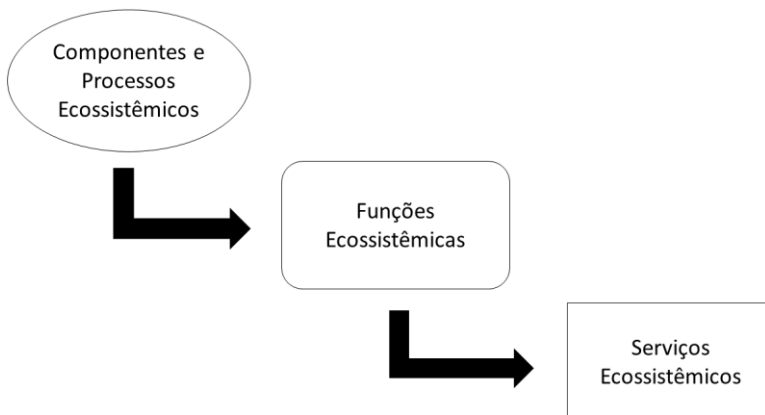 Componentes e
Processos
Ecossistêmicos
Funções
Ecossistêmicas
Serviços
Ecossistêmicos